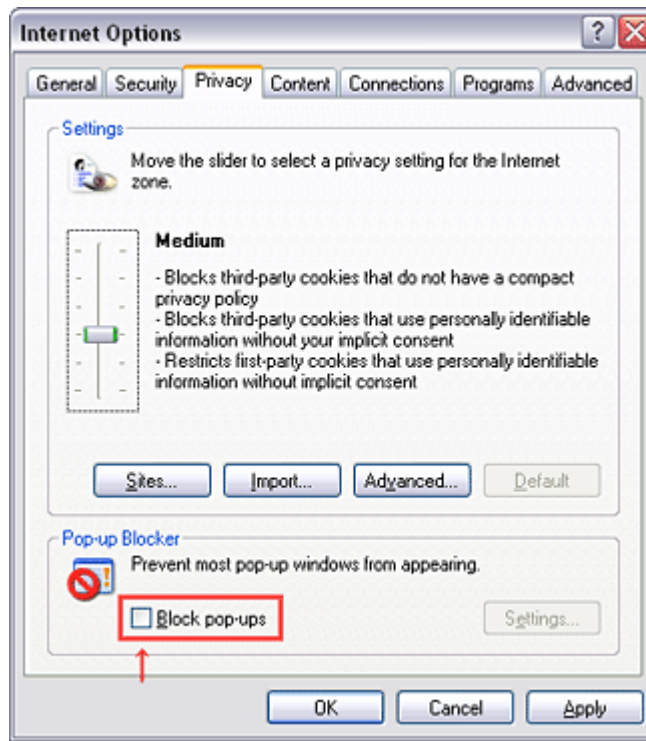 Internet Options
General Security Privacy Content Connections Programs Advanced
Settings
Move the slider to select a privacy setting for the Internet
zone.
Medium
- Blocks third-party cookies that do not have a compact
privacy policy
- Blocks third-party cookies that use personally identifiable
information without your implicit consent
- Restricts first-party cookies that use personally identifiable
information without implicit consent
Sites... Import... Advanced... Default
Pop-up Blocker
Prevent most pop-up windows from appearing.
Block pop-ups Settings...
OK Cancel Apply